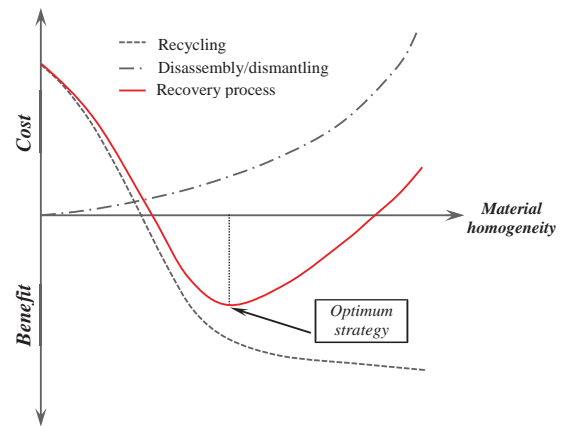 Recycling
Disassembly/dismantling
Recovery process
Cost
Benefit
Material
homogeneity
Optimum
strategy